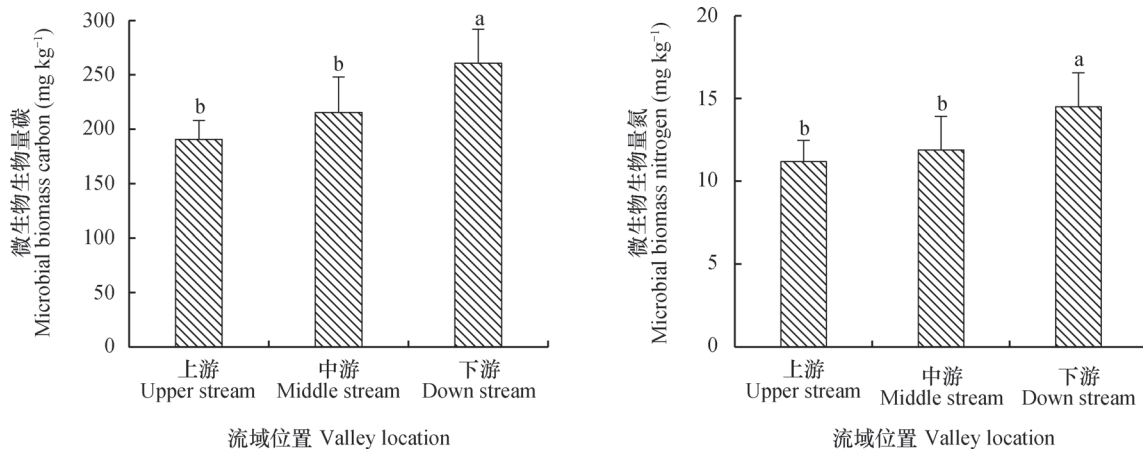 微生物生物量碳
Microbial biomass carbon (mg kg⁻¹)
300
250
200
150
100
50
0
b
b
a
上游
Upper stream
中游
Middle stream
下游
Down stream
流域位置 Valley location
微生物生物量氮
Microbial biomass nitrogen (mg kg⁻¹)
20
15
10
5
0
b
b
a
上游
Upper stream
中游
Middle stream
下游
Down stream
流域位置 Valley location